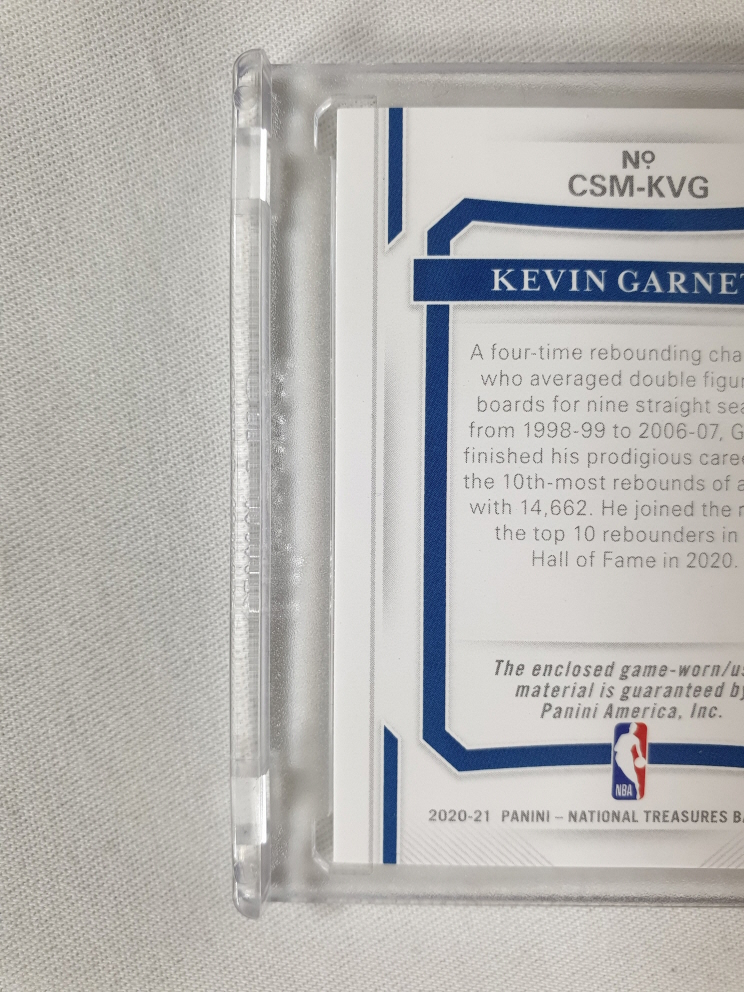 Nº
CSM-KVG
KEVIN GARNET
A four-time rebounding cha
who averaged double figur
boards for nine straight sea
from 1998-99 to 2006-07, G
finished his prodigious caree
the 10th-most rebounds of a
with 14,662. He joined the r
the top 10 rebounders in
Hall of Fame in 2020.
The enclosed game-worn/us
material is guaranteed by
Panini America, Inc.
NBA
2020-21 PANINI – NATIONAL TREASURES BA